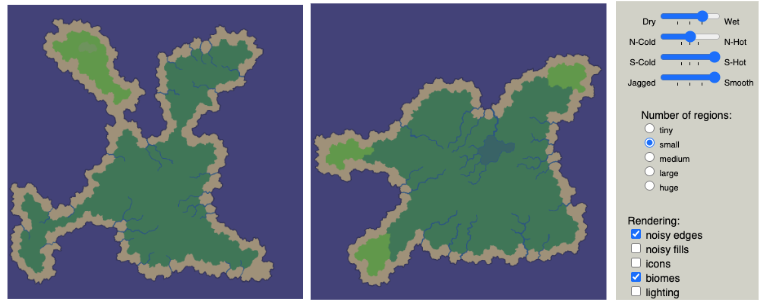 Dry Wet
N-Cold N-Hot
S-Cold S-Hot
Jagged Smooth
Number of regions:
tiny
small
medium
large
huge
Rendering:
noisy edges
noisy fills
icons
biomes
lighting